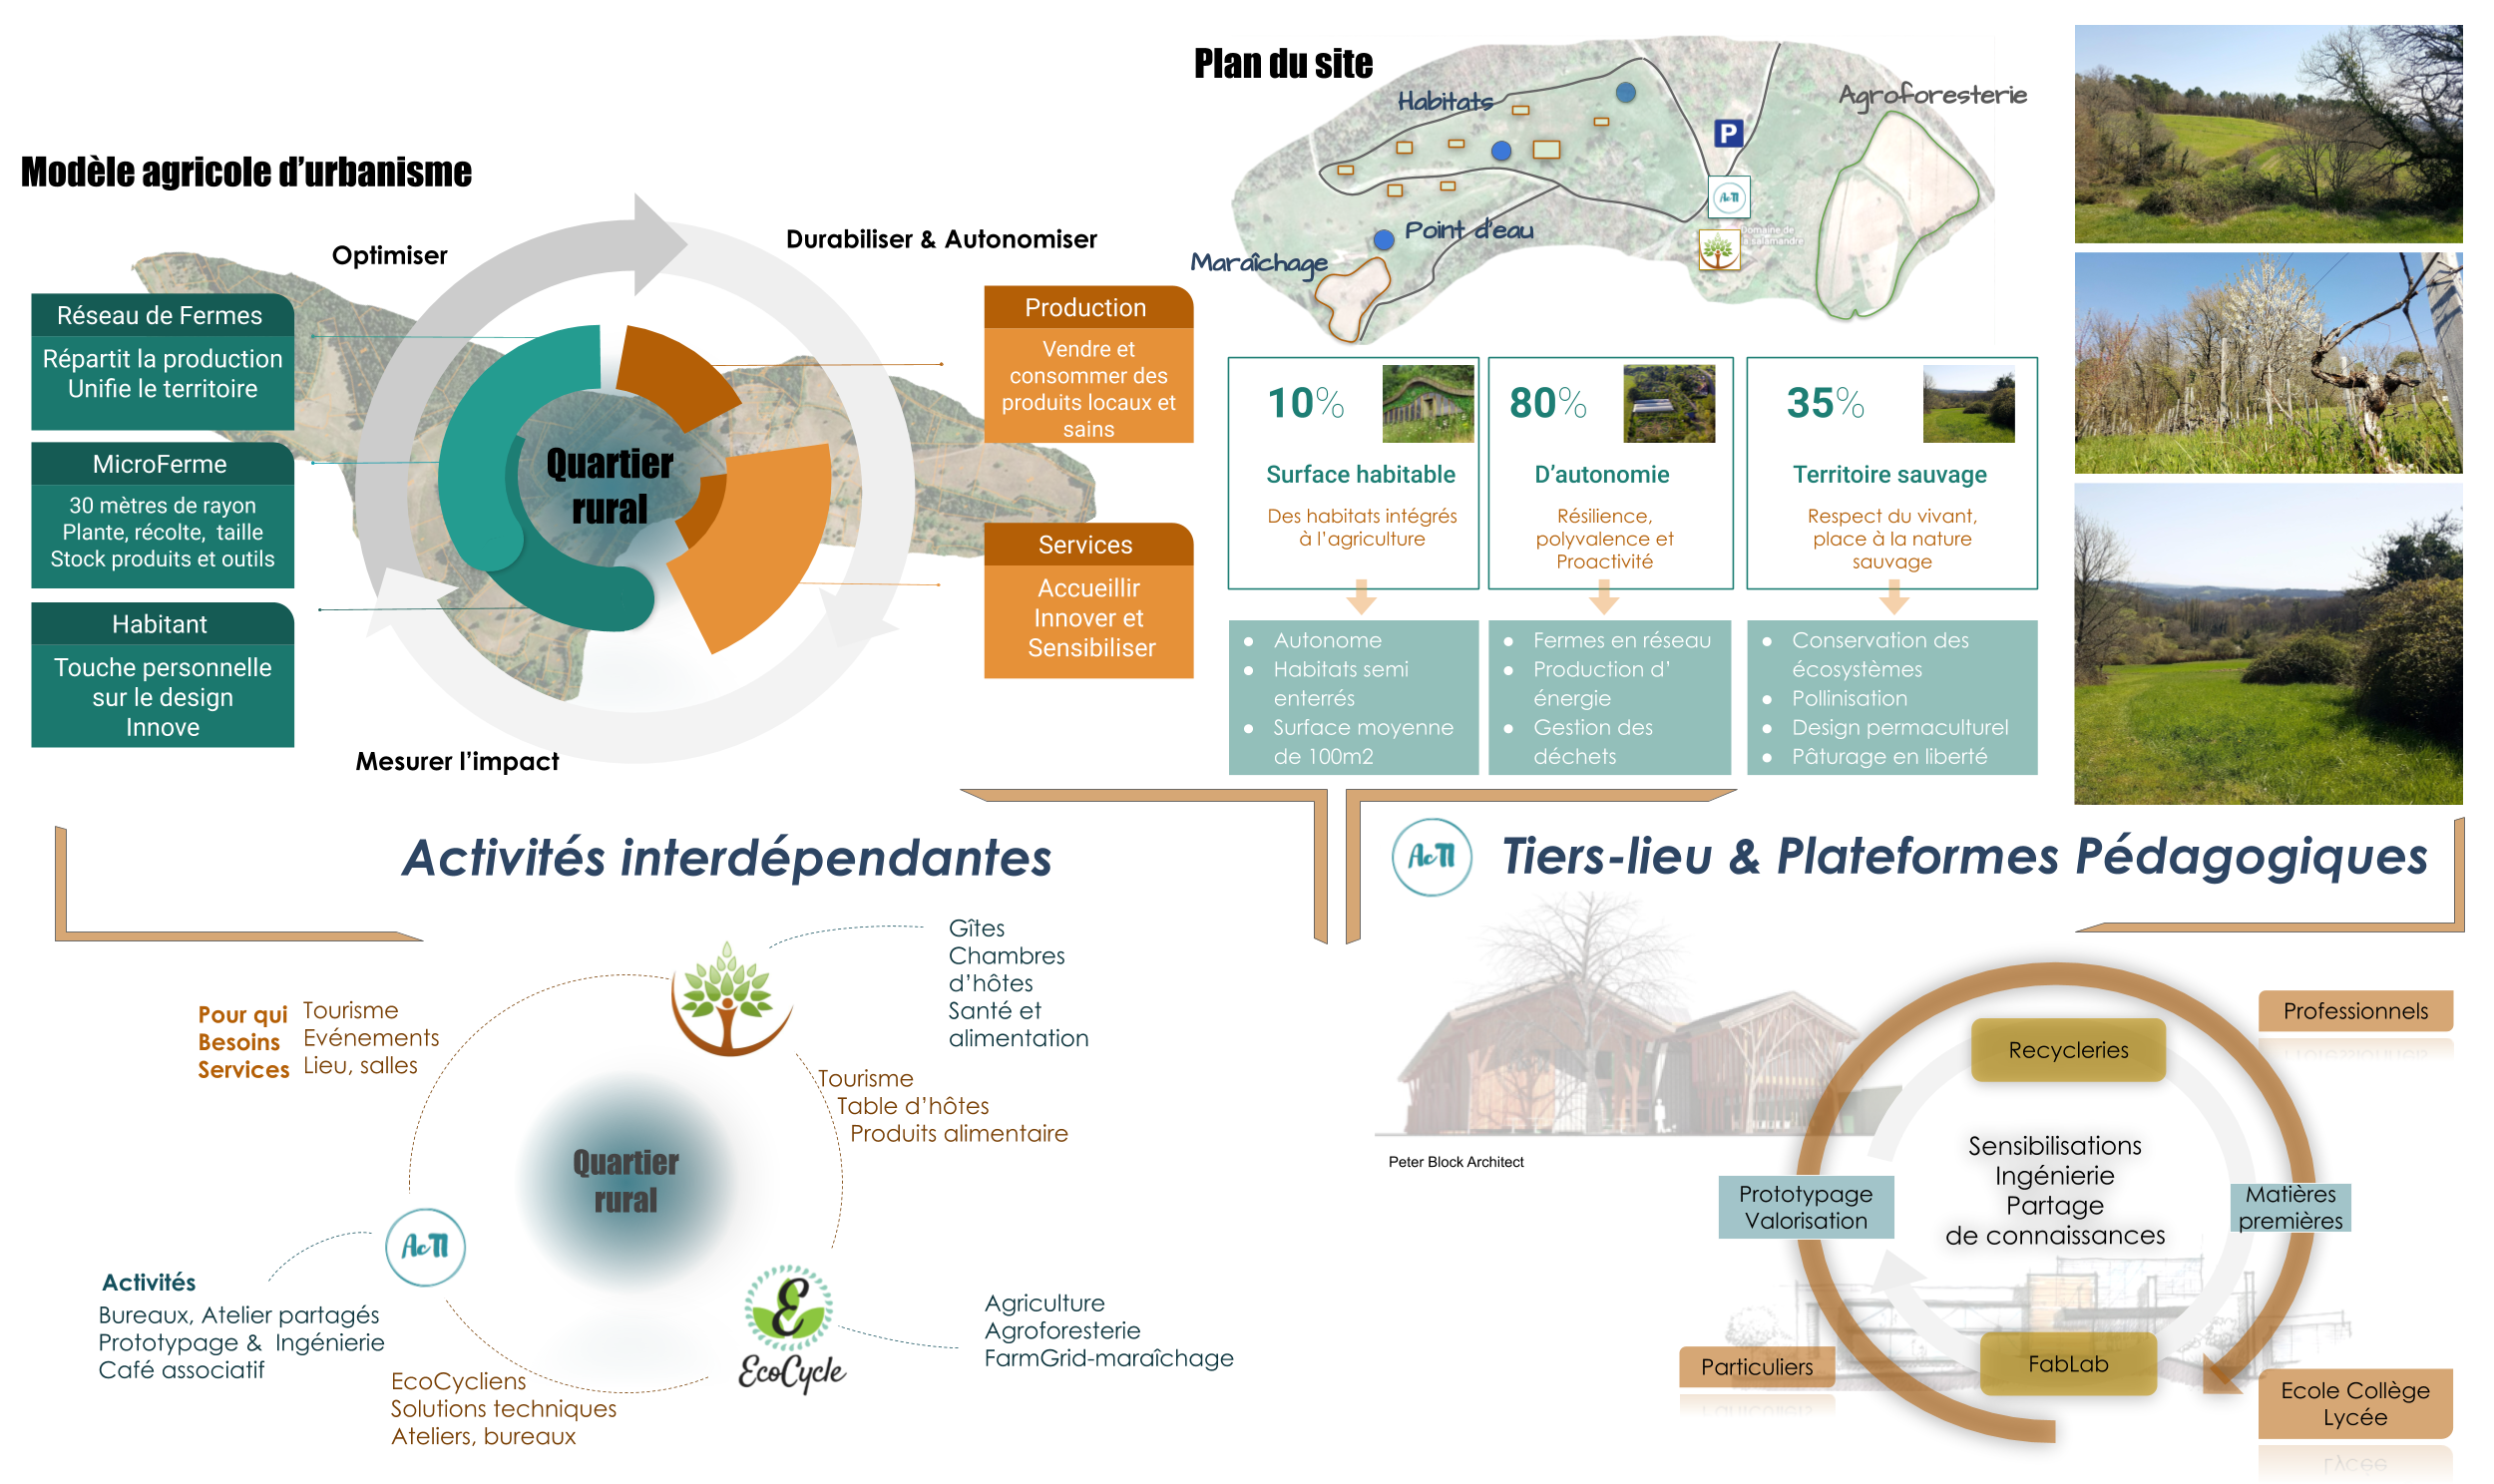 Modèle agricole d'urbanisme
Optimiser
Durabiliser & Autonomiser
Mesurer l'impact
Réseau de Fermes
Répartit la production
Unifie le territoire
MicroFerme
30 mètres de rayon
Plante, récolte, taille
Stock produits et outils
Habitant
Touche personnelle
sur le design
Innove
Quartier
rural
Production
Vendre et
consommer des
produits locaux et
sains
Services
Accueillir
Innover et
Sensibiliser
Plan du site
Habitats
Agroforesterie
P
AcTI
Domaine de
la salamandre
Point d'eau
Maraîchage
10%
Surface habitable
Des habitats intégrés
à l'agriculture
80%
D'autonomie
Résilience,
polyvalence et
Proactivité
35%
Territoire sauvage
Respect du vivant,
place à la nature
sauvage
● Autonome
● Habitats semi
enterrés
● Surface moyenne
de 100m2
● Fermes en réseau
● Production d'
énergie
● Gestion des
déchets
● Conservation des
écosystèmes
● Pollinisation
● Design permaculturel
● Pâturage en liberté
Activités interdépendantes
Pour qui
Besoins
Services
Tourisme
Evénements
Lieu, salles
Gîtes
Chambres
d'hôtes
Santé et
alimentation
Tourisme
Table d'hôtes
Produits alimentaire
Quartier
rural
AcTI
Activités
Bureaux, Atelier partagés
Prototypage & Ingénierie
Café associatif
EcoCycliens
Solutions techniques
Ateliers, bureaux
E
EcoCycle
Agriculture
Agroforesterie
FarmGrid-maraîchage
AcTI
Tiers-lieu & Plateformes Pédagogiques
Peter Block Architect
Professionnels
Recycleries
Sensibilisations
Ingénierie
Partage
de connaissances
Prototypage
Valorisation
Matières
premières
Particuliers
FabLab
Ecole Collège
Lycée